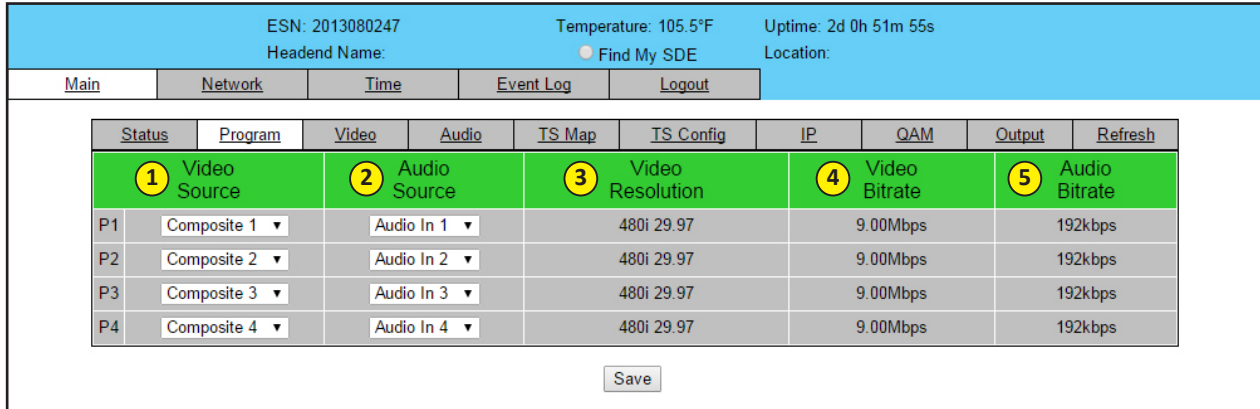 ESN: 2013080247 Temperature: 105.5°F Uptime: 2d 0h 51m 55s
Headend Name: Find My SDE Location:
Main Network Time Event Log Logout
Status Program Video Audio TS Map TS Config IP QAM Output Refresh
1 Video Source 2 Audio Source 3 Video Resolution 4 Video Bitrate 5 Audio Bitrate
P1 Composite 1 Audio In 1 480i 29.97 9.00Mbps 192kbps
P2 Composite 2 Audio In 2 480i 29.97 9.00Mbps 192kbps
P3 Composite 3 Audio In 3 480i 29.97 9.00Mbps 192kbps
P4 Composite 4 Audio In 4 480i 29.97 9.00Mbps 192kbps
Save